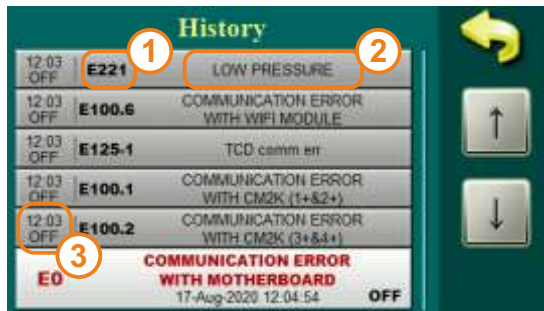 History
1
2
12:03
OFF
E221
LOW PRESSURE
12:03
OFF
E100.6
COMMUNICATION ERROR
WITH WIFI MODULE
12:03
OFF
E125-1
TCD comm err
12:03
OFF
E100.1
COMMUNICATION ERROR
WITH CM2K (1+&2+)
12:03
OFF
E100.2
COMMUNICATION ERROR
WITH CM2K (3+&4+)
3
E0
COMMUNICATION ERROR
WITH MOTHERBOARD
17-Aug-2020 12:04:54
OFF